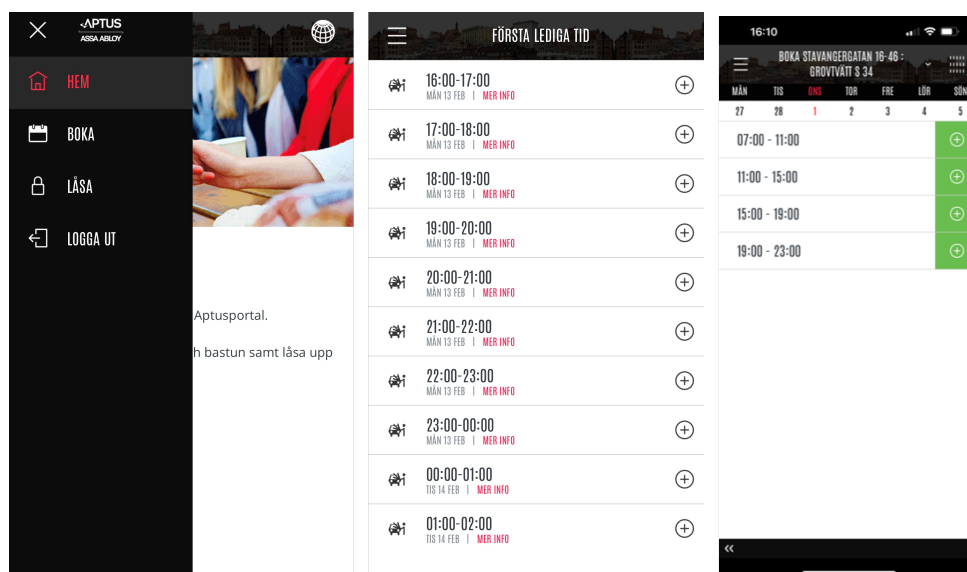 APTUS
ASSA ABLOY
HEM
BOKA
LÅSA
LOGGA UT
Aptusportal.
h bastun samt låsa upp
FÖRSTA LEDIGA TID
16:00-17:00
MÅN 13 FEB | MER INFO
17:00-18:00
MÅN 13 FEB | MER INFO
18:00-19:00
MÅN 13 FEB | MER INFO
19:00-20:00
MÅN 13 FEB | MER INFO
20:00-21:00
MÅN 13 FEB | MER INFO
21:00-22:00
MÅN 13 FEB | MER INFO
22:00-23:00
MÅN 13 FEB | MER INFO
23:00-00:00
MÅN 13 FEB | MER INFO
00:00-01:00
TIS 14 FEB | MER INFO
01:00-02:00
TIS 14 FEB | MER INFO
16:10
BOKA STAVANGERGATAN 16-46 :
GROVTVÄTT S 34
MÅN TIS ONS TOR FRE LÖR SÖN
27 28 1 2 3 4 5
07:00 - 11:00
11:00 - 15:00
15:00 - 19:00
19:00 - 23:00